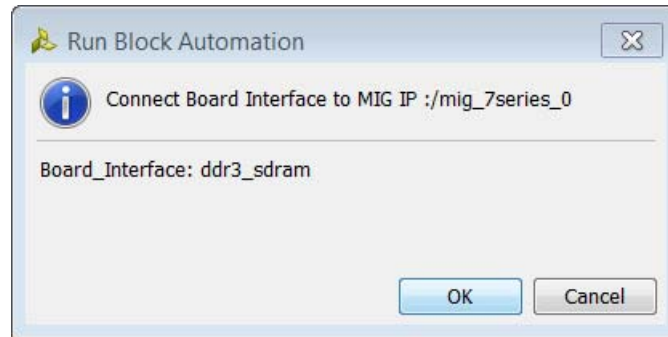 Run Block Automation
Connect Board Interface to MIG IP :/mig_7series_0
Board_Interface: ddr3_sdram
OK Cancel